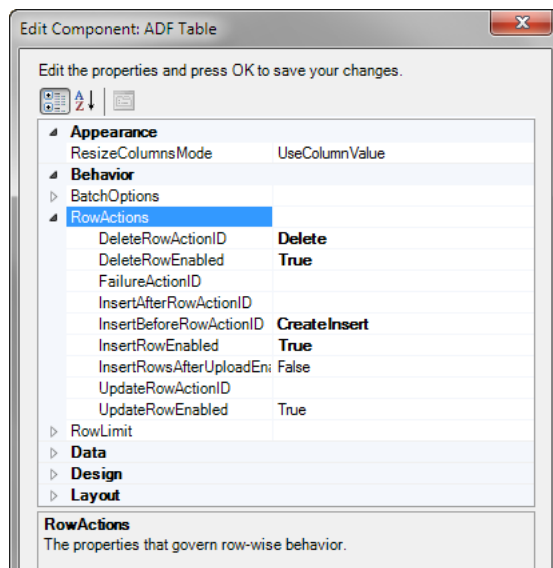 Edit Component: ADF Table
Edit the properties and press OK to save your changes.
Appearance
ResizeColumnsMode UseColumnValue
Behavior
BatchOptions
RowActions
DeleteRowActionID Delete
DeleteRowEnabled True
FailureActionID
InsertAfterRowActionID
InsertBeforeRowActionID CreateInsert
InsertRowEnabled True
InsertRowsAfterUploadEna False
UpdateRowActionID
UpdateRowEnabled True
RowLimit
Data
Design
Layout
RowActions
The properties that govern row-wise behavior.